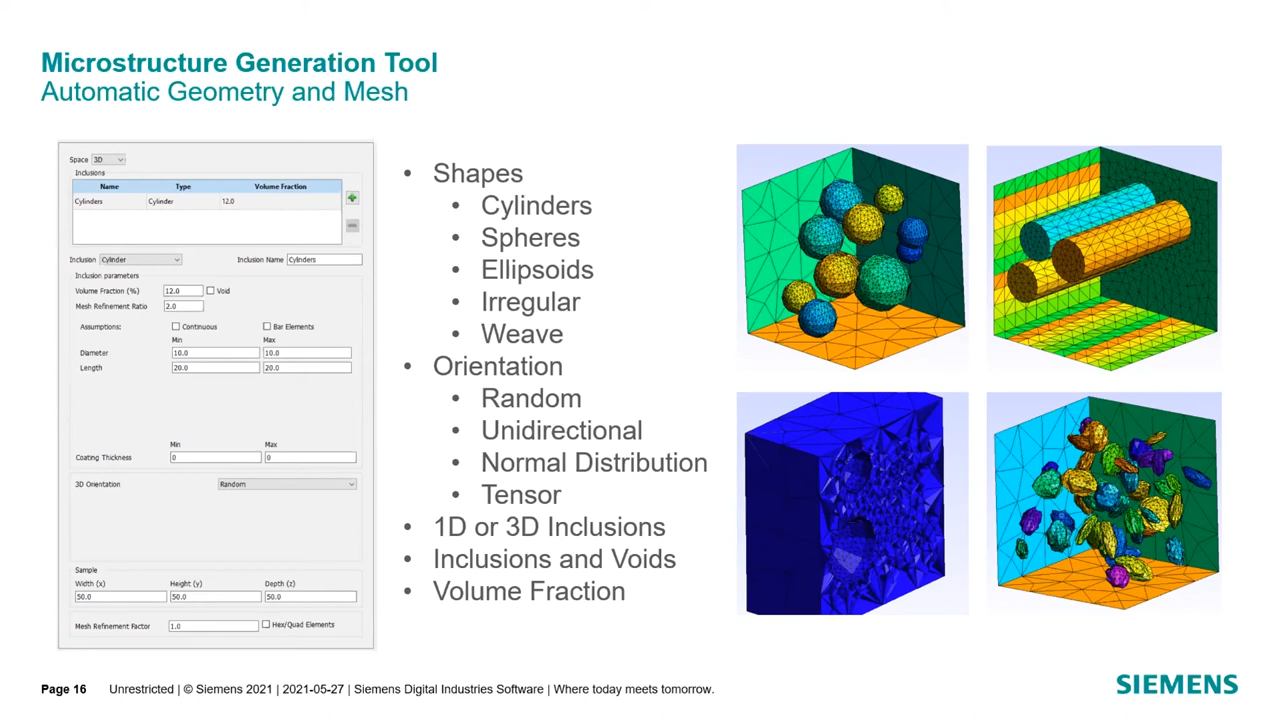 Microstructure Generation Tool
Automatic Geometry and Mesh
Space 3D
Inclusions
Name Type Volume Fraction
Cylinders Cylinder 12.0
Inclusion Cylinder Inclusion Name Cylinders
Inclusion parameters
Volume Fraction (%) 12.0 Void
Mesh Refinement Ratio 2.0
Assumptions: Continuous Bar Elements
Min Max
Diameter 10.0 10.0
Length 20.0 20.0
Min Max
Coating Thickness 0 0
3D Orientation Random
Sample
Width (x) Height (y) Depth (z)
50.0 50.0 50.0
Mesh Refinement Factor 1.0 Hex/Quad Elements
• Shapes
• Cylinders
• Spheres
• Ellipsoids
• Irregular
• Weave
• Orientation
• Random
• Unidirectional
• Normal Distribution
• Tensor
• 1D or 3D Inclusions
• Inclusions and Voids
• Volume Fraction
Page 16 Unrestricted | © Siemens 2021 | 2021-05-27 | Siemens Digital Industries Software | Where today meets tomorrow.
SIEMENS